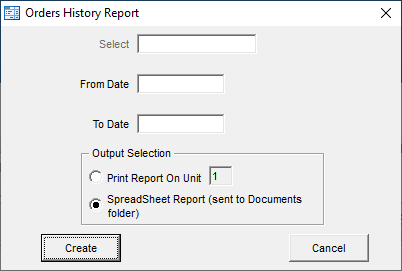 Orders History Report
Select
From Date
To Date
Output Selection
Print Report On Unit 1
SpreadSheet Report (sent to Documents
folder)
Create Cancel